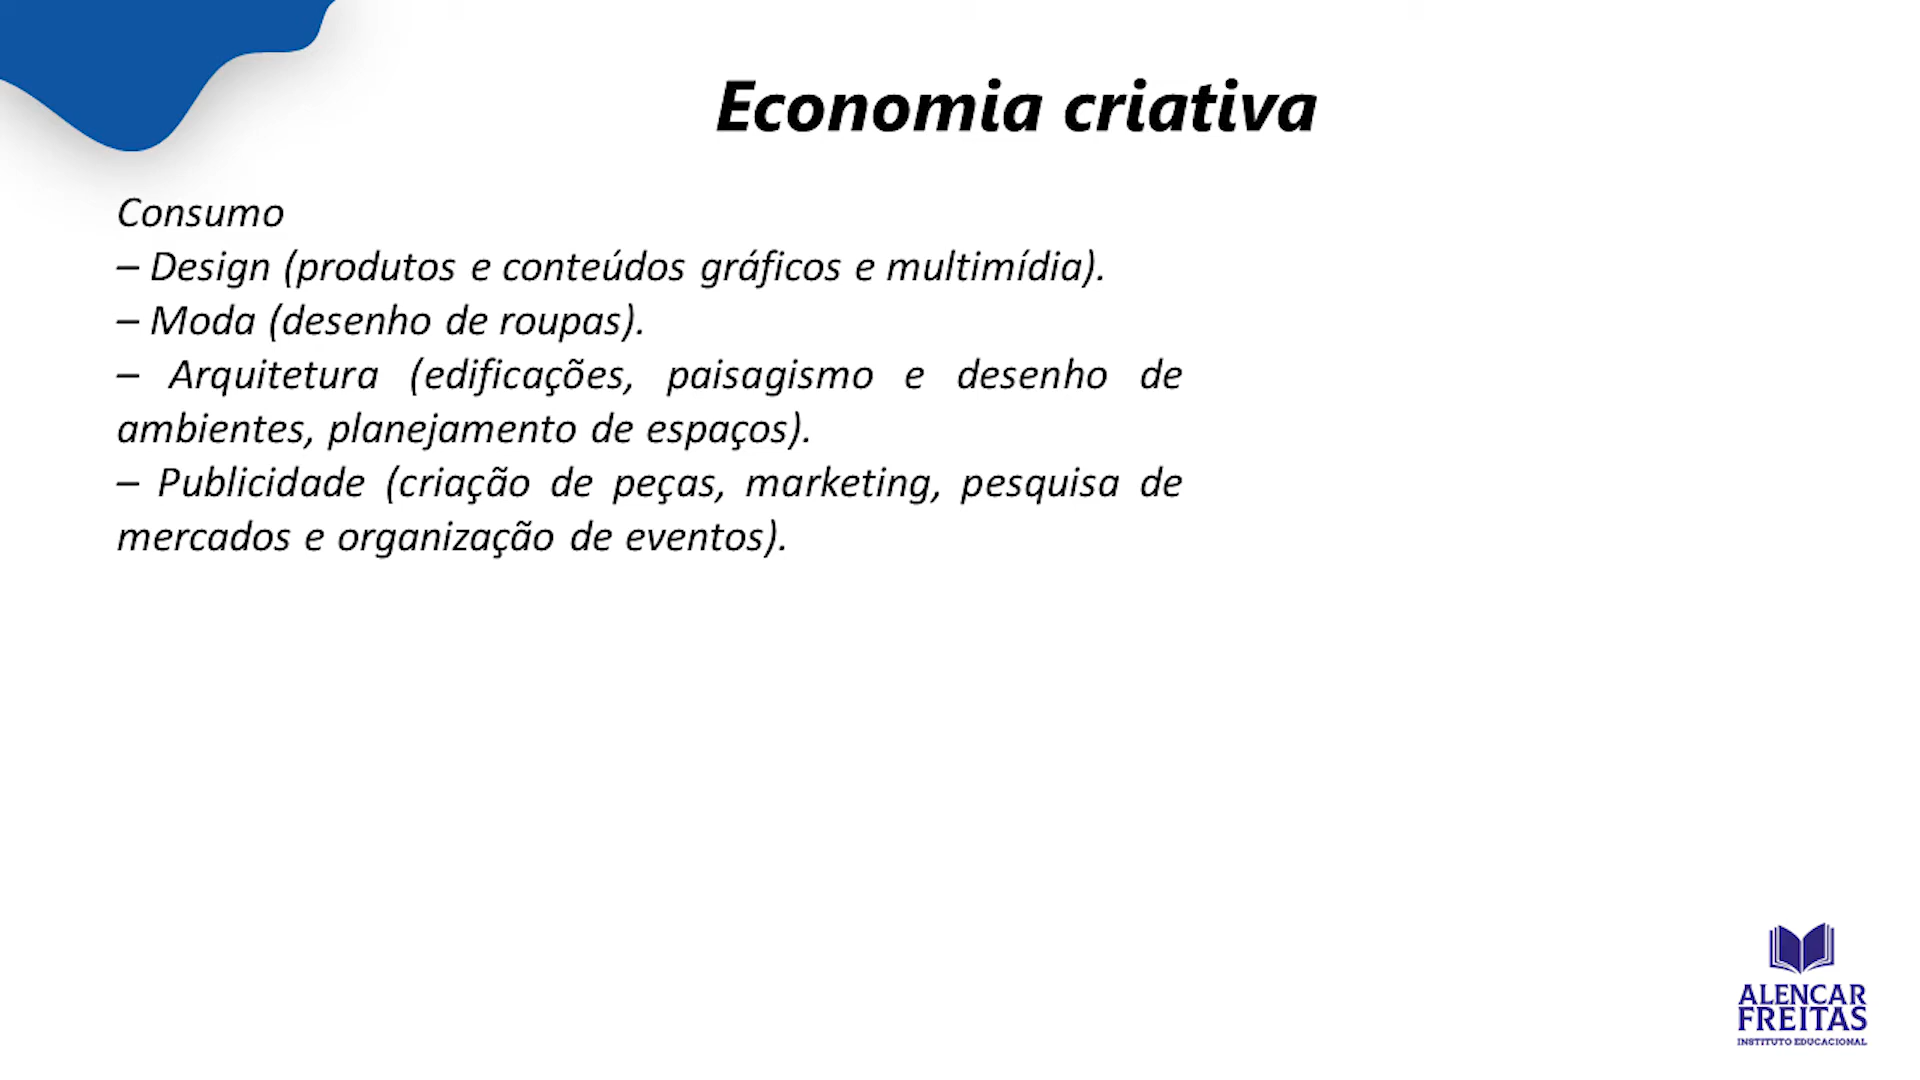 Economia criativa
Consumo
– Design (produtos e conteúdos gráficos e multimídia).
– Moda (desenho de roupas).
– Arquitetura (edificações, paisagismo e desenho de
ambientes, planejamento de espaços).
– Publicidade (criação de peças, marketing, pesquisa de
mercados e organização de eventos).
ALENCAR
FREITAS
INSTITUTO EDUCACIONAL